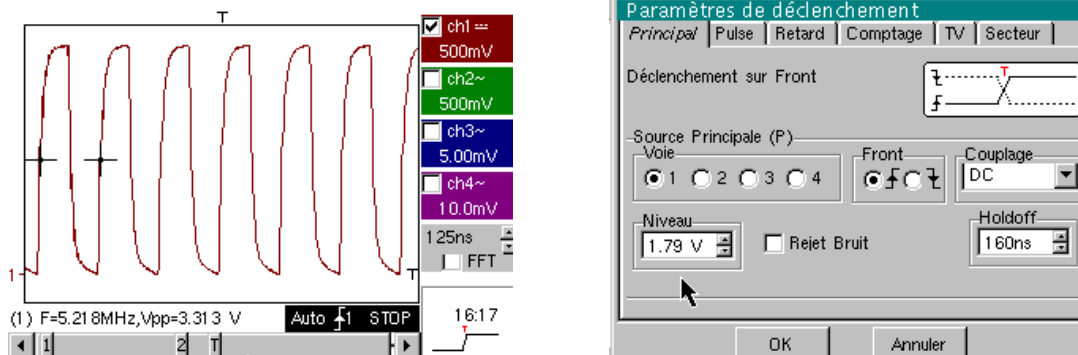 T
ch1
500mV
ch2~
500mV
ch3~
5.00mV
ch4~
10.0mV
125ns
FFT
1
T
(1) F=5.218MHz,Vpp=3.313 V
Auto 1 STOP
16:17
T
1 2 T
Paramètres de déclenchement
Principal Pulse Retard Comptage TV Secteur
Déclenchement sur Front
T
Source Principale (P)
Voie
1 2 3 4
Front
Couplage
DC
Niveau
1.79 V
Rejet Bruit
Holdoff
160ns
OK Annuler